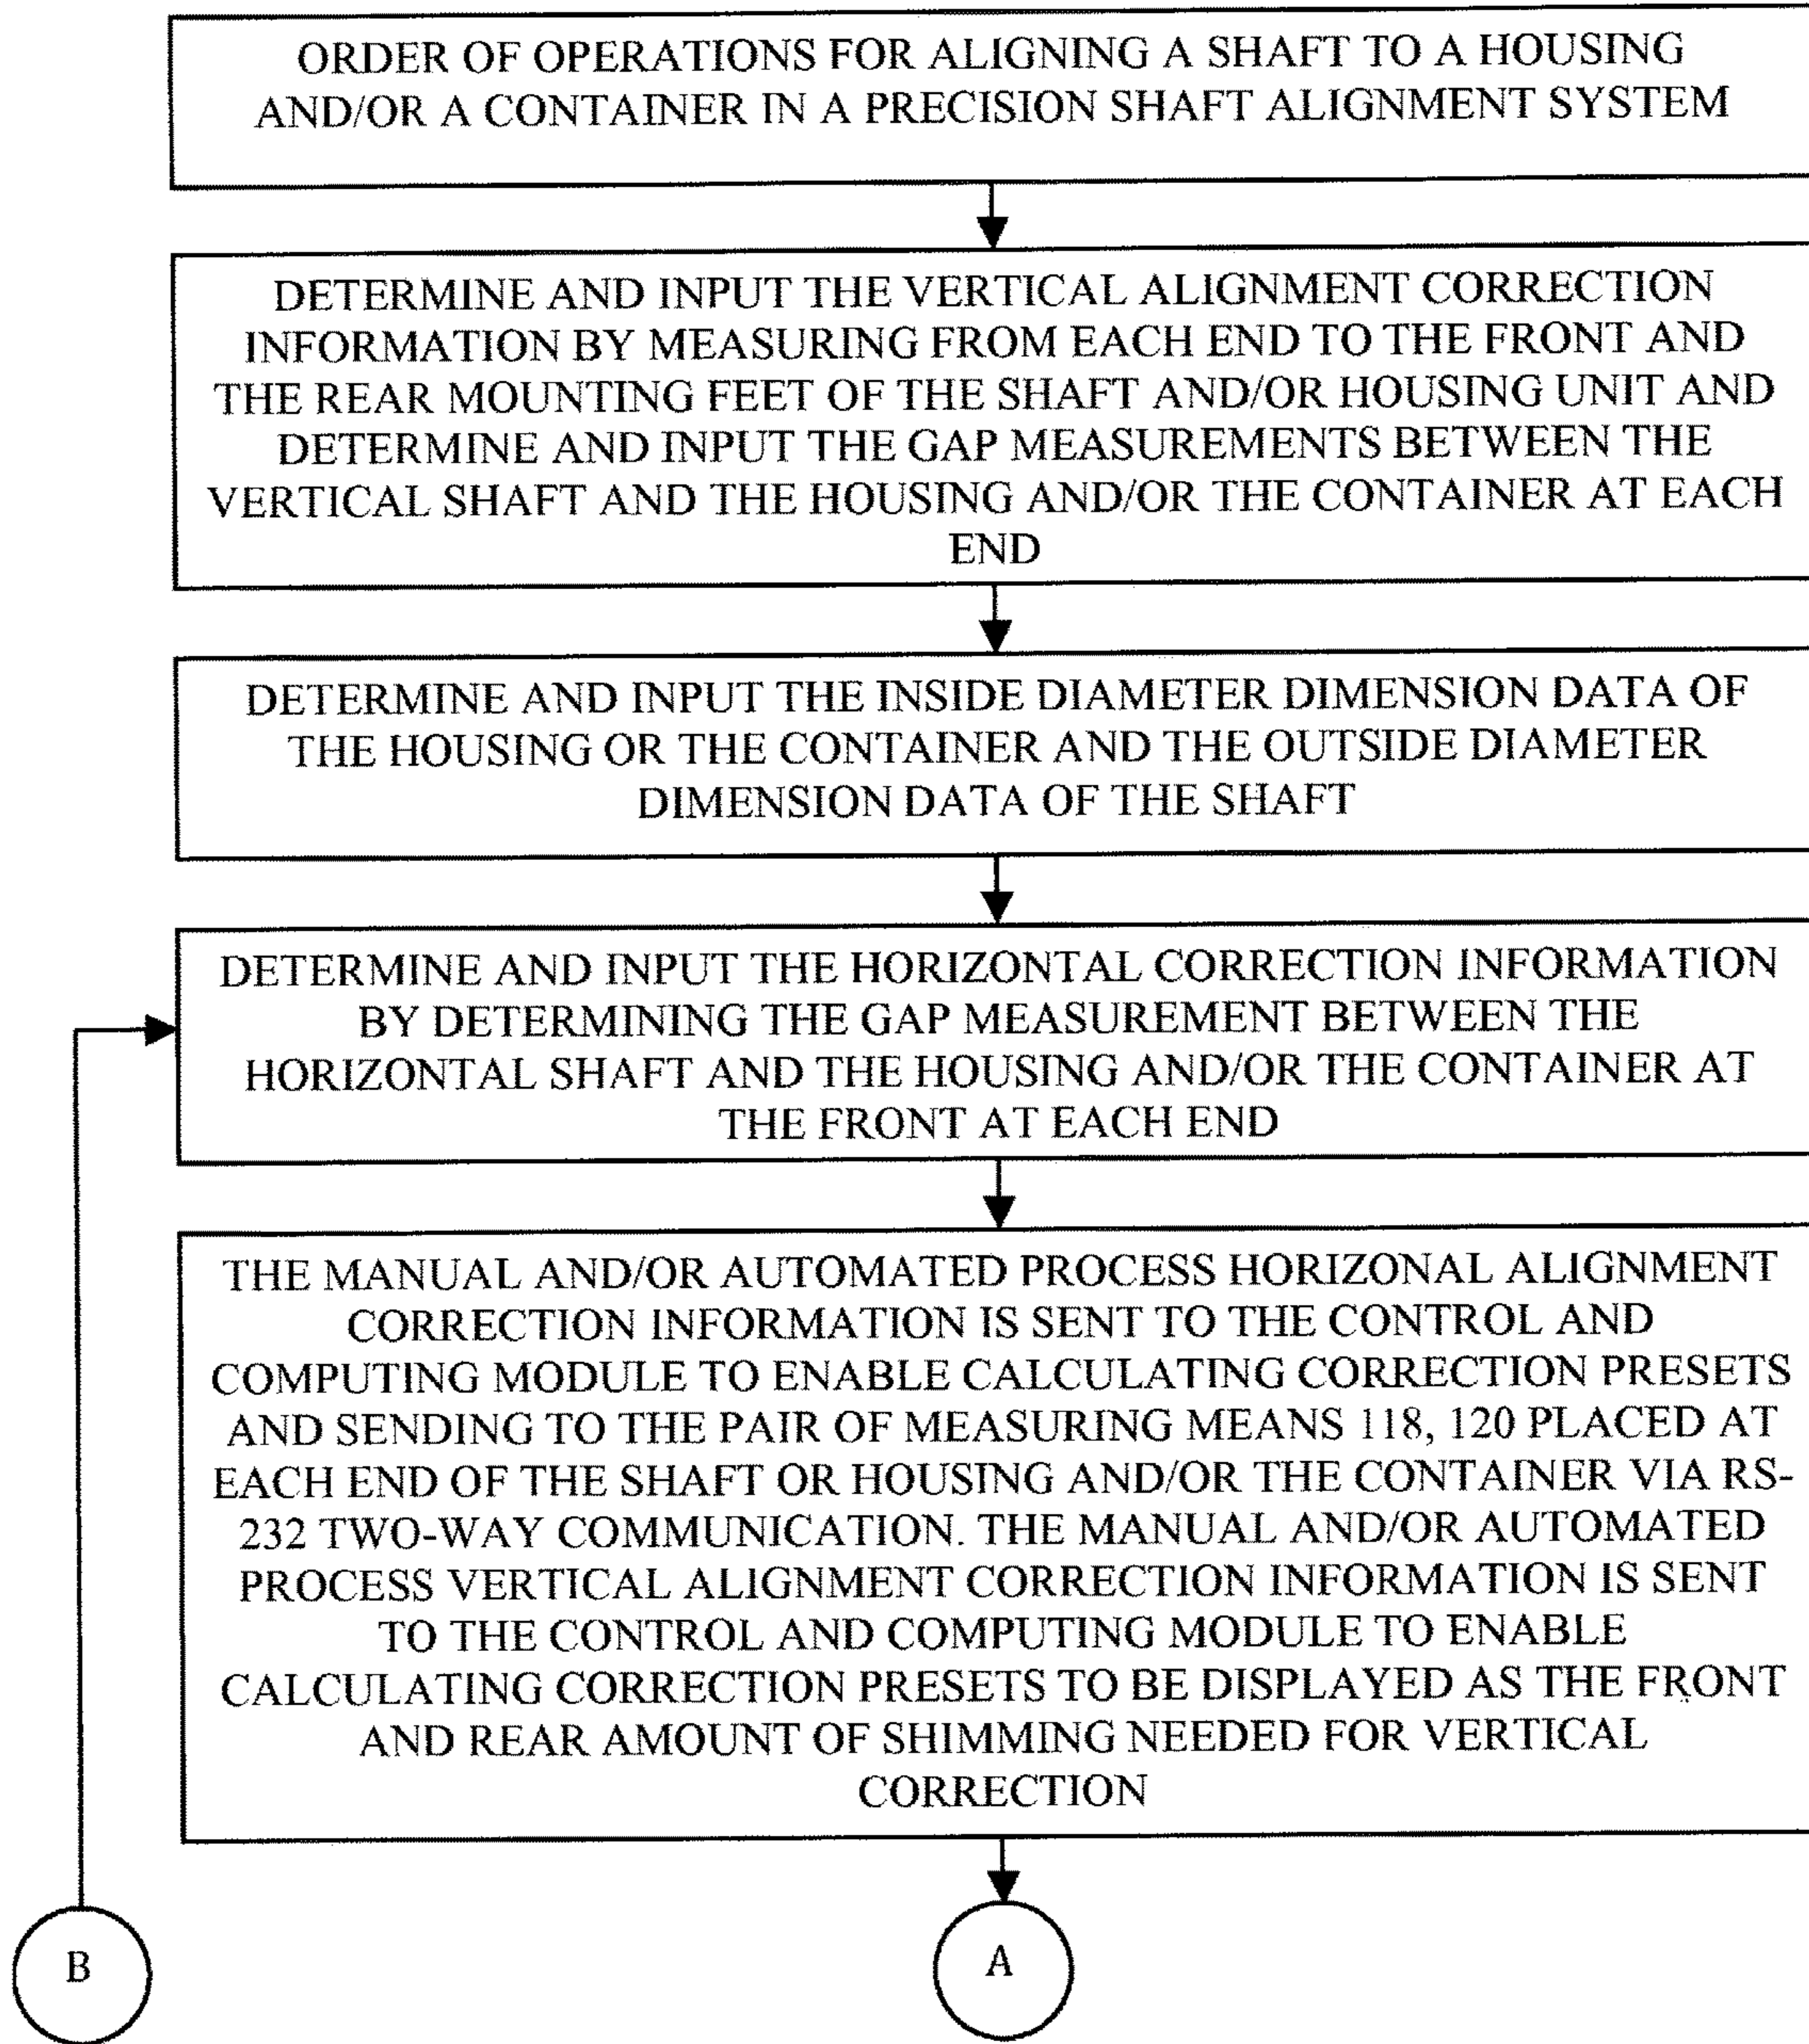 ORDER OF OPERATIONS FOR ALIGNING A SHAFT TO A HOUSING
AND/OR A CONTAINER IN A PRECISION SHAFT ALIGNMENT SYSTEM
DETERMINE AND INPUT THE VERTICAL ALIGNMENT CORRECTION
INFORMATION BY MEASURING FROM EACH END TO THE FRONT AND
THE REAR MOUNTING FEET OF THE SHAFT AND/OR HOUSING UNIT AND
DETERMINE AND INPUT THE GAP MEASUREMENTS BETWEEN THE
VERTICAL SHAFT AND THE HOUSING AND/OR THE CONTAINER AT EACH
END
DETERMINE AND INPUT THE INSIDE DIAMETER DIMENSION DATA OF
THE HOUSING OR THE CONTAINER AND THE OUTSIDE DIAMETER
DIMENSION DATA OF THE SHAFT
DETERMINE AND INPUT THE HORIZONTAL CORRECTION INFORMATION
BY DETERMINING THE GAP MEASUREMENT BETWEEN THE
HORIZONTAL SHAFT AND THE HOUSING AND/OR THE CONTAINER AT
THE FRONT AT EACH END
THE MANUAL AND/OR AUTOMATED PROCESS HORIZONAL ALIGNMENT
CORRECTION INFORMATION IS SENT TO THE CONTROL AND
COMPUTING MODULE TO ENABLE CALCULATING CORRECTION PRESETS
AND SENDING TO THE PAIR OF MEASURING MEANS 118, 120 PLACED AT
EACH END OF THE SHAFT OR HOUSING AND/OR THE CONTAINER VIA RS-
232 TWO-WAY COMMUNICATION. THE MANUAL AND/OR AUTOMATED
PROCESS VERTICAL ALIGNMENT CORRECTION INFORMATION IS SENT
TO THE CONTROL AND COMPUTING MODULE TO ENABLE
CALCULATING CORRECTION PRESETS TO BE DISPLAYED AS THE FRONT
AND REAR AMOUNT OF SHIMMING NEEDED FOR VERTICAL
CORRECTION
B
A